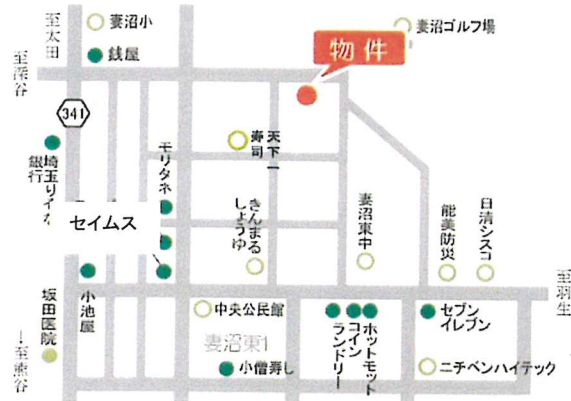 至太田
妻沼小
銭屋
至深谷
341
物件
妻沼ゴルフ場
埼玉りそな
銀行
モリタネ
天下一
寿司
セイムス
きんまる
しょうゆ
妻沼東中
能美防災
日清シスコ
至羽生
坂田医院
小池屋
中央公民館
妻沼東1
小僧寿し
コイン
ランドリー
ホットモット
セブン
イレブン
ニチベンハイテック
↓至熊谷